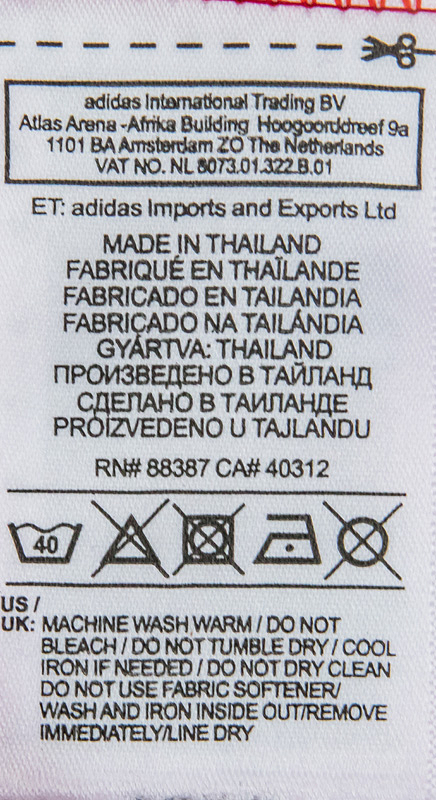 adidas International Trading BV
Atlas Arena -Afrika Building Hoogoorddreef 9a
1101 BA Amsterdam ZO The Netherlands
VAT NO. NL 8073.01.322.B.01
ET: adidas Imports and Exports Ltd
MADE IN THAILAND
FABRIQUÉ EN THAÏLANDE
FABRICADO EN TAILANDIA
FABRICADO NA TAILÁNDIA
GYÁRTVA: THAILAND
ПРОИЗВЕДЕНО В ТАЙЛАНД
СДЕЛАНО В ТАИЛАНДЕ
PROIZVEDENO U TAJLANDU
RN# 88387 CA# 40312
40
US /
UK: MACHINE WASH WARM / DO NOT
BLEACH / DO NOT TUMBLE DRY / COOL
IRON IF NEEDED / DO NOT DRY CLEAN
DO NOT USE FABRIC SOFTENER/
WASH AND IRON INSIDE OUT/REMOVE
IMMEDIATELY/LINE DRY